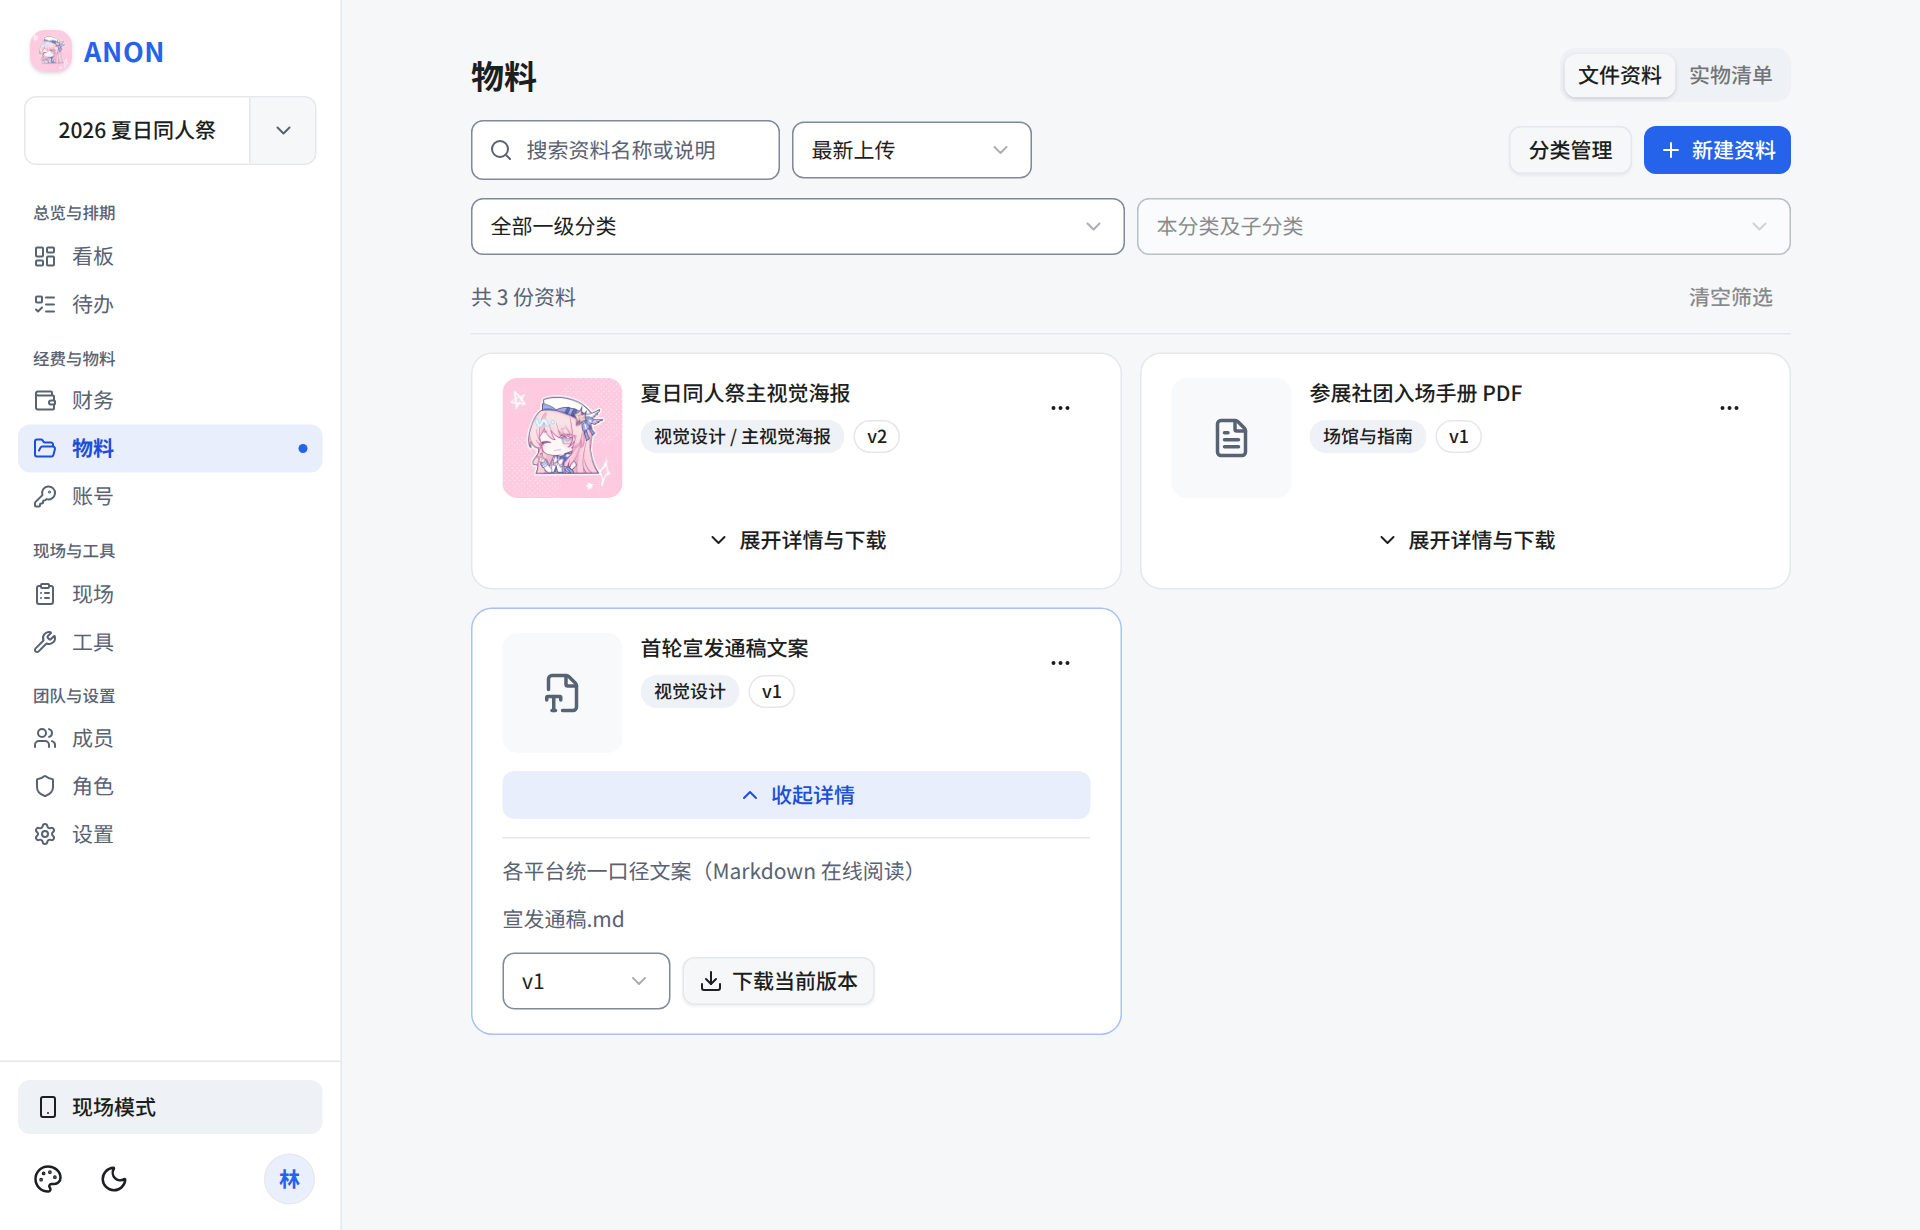 ANON
2026 夏日同人祭
总览与排期
看板
待办
经费与物料
财务
物料
账号
现场与工具
现场
工具
团队与设置
成员
角色
设置
现场模式
林
物料
文件资料
实物清单
搜索资料名称或说明
最新上传
分类管理
新建资料
全部一级分类
本分类及子分类
共 3 份资料
清空筛选
夏日同人祭主视觉海报
视觉设计 / 主视觉海报
v2
展开详情与下载
参展社团入场手册 PDF
场馆与指南
v1
展开详情与下载
首轮宣发通稿文案
视觉设计
v1
收起详情
各平台统一口径文案（Markdown 在线阅读）
宣发通稿.md
v1
下载当前版本